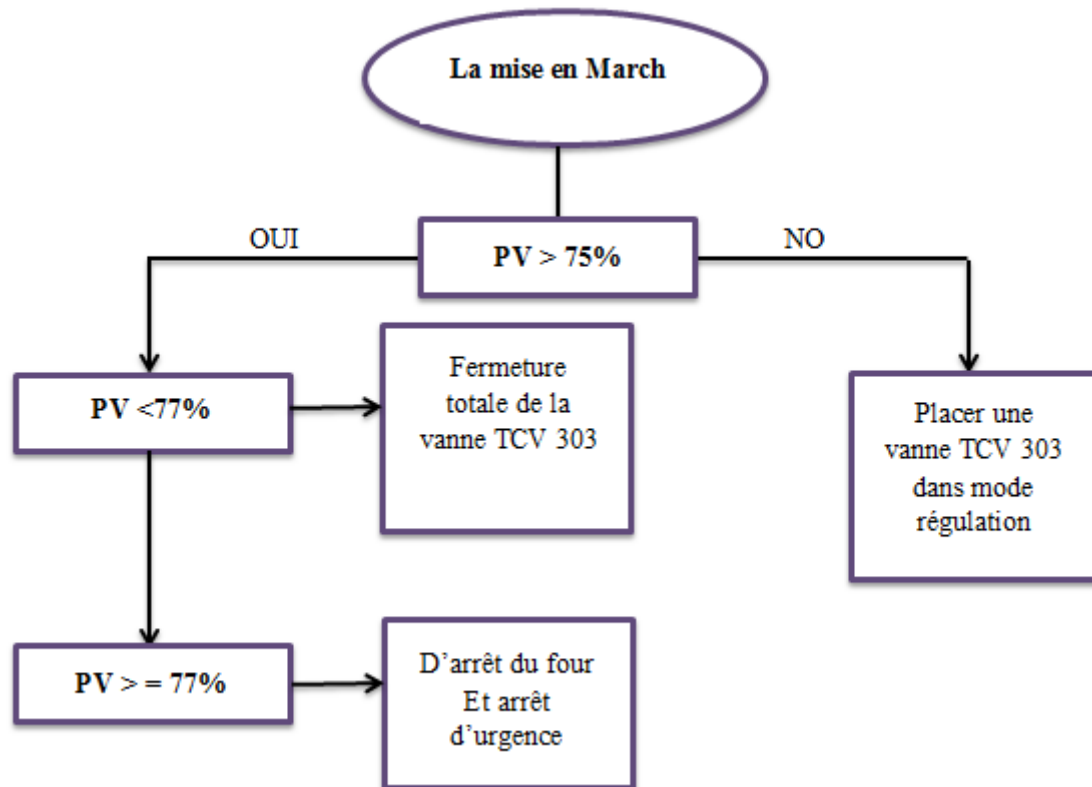 La mise en March
OUI
NO
PV > 75%
PV <77%
Fermeture
totale de la
vanne TCV 303
Placer une
vanne TCV 303
dans mode
régulation
PV > = 77%
D’arrêt du four
Et arrêt
d’urgence